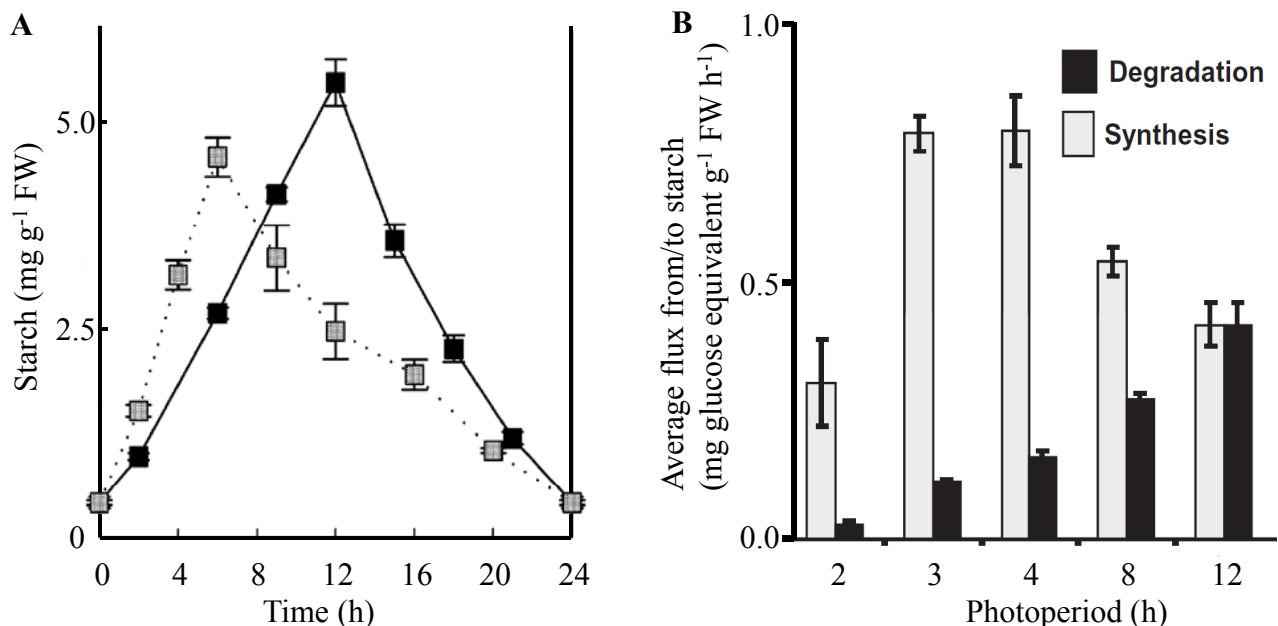 A
Starch (mg g⁻¹ FW)
5.0
2.5
0
0 4 8 12 16 20 24
Time (h)
B
Average flux from/to starch
(mg glucose equivalent g⁻¹ FW h⁻¹)
1.0
0.5
0.0
Degradation
Synthesis
2 3 4 8 12
Photoperiod (h)